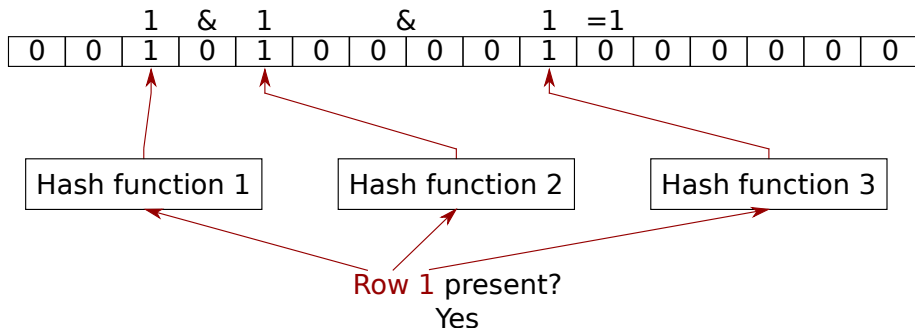 1 & 1 & 1 =1
0 0 1 0 1 0 0 0 0 1 0 0 0 0 0 0
Hash function 1 Hash function 2 Hash function 3
Row 1 present?
Yes